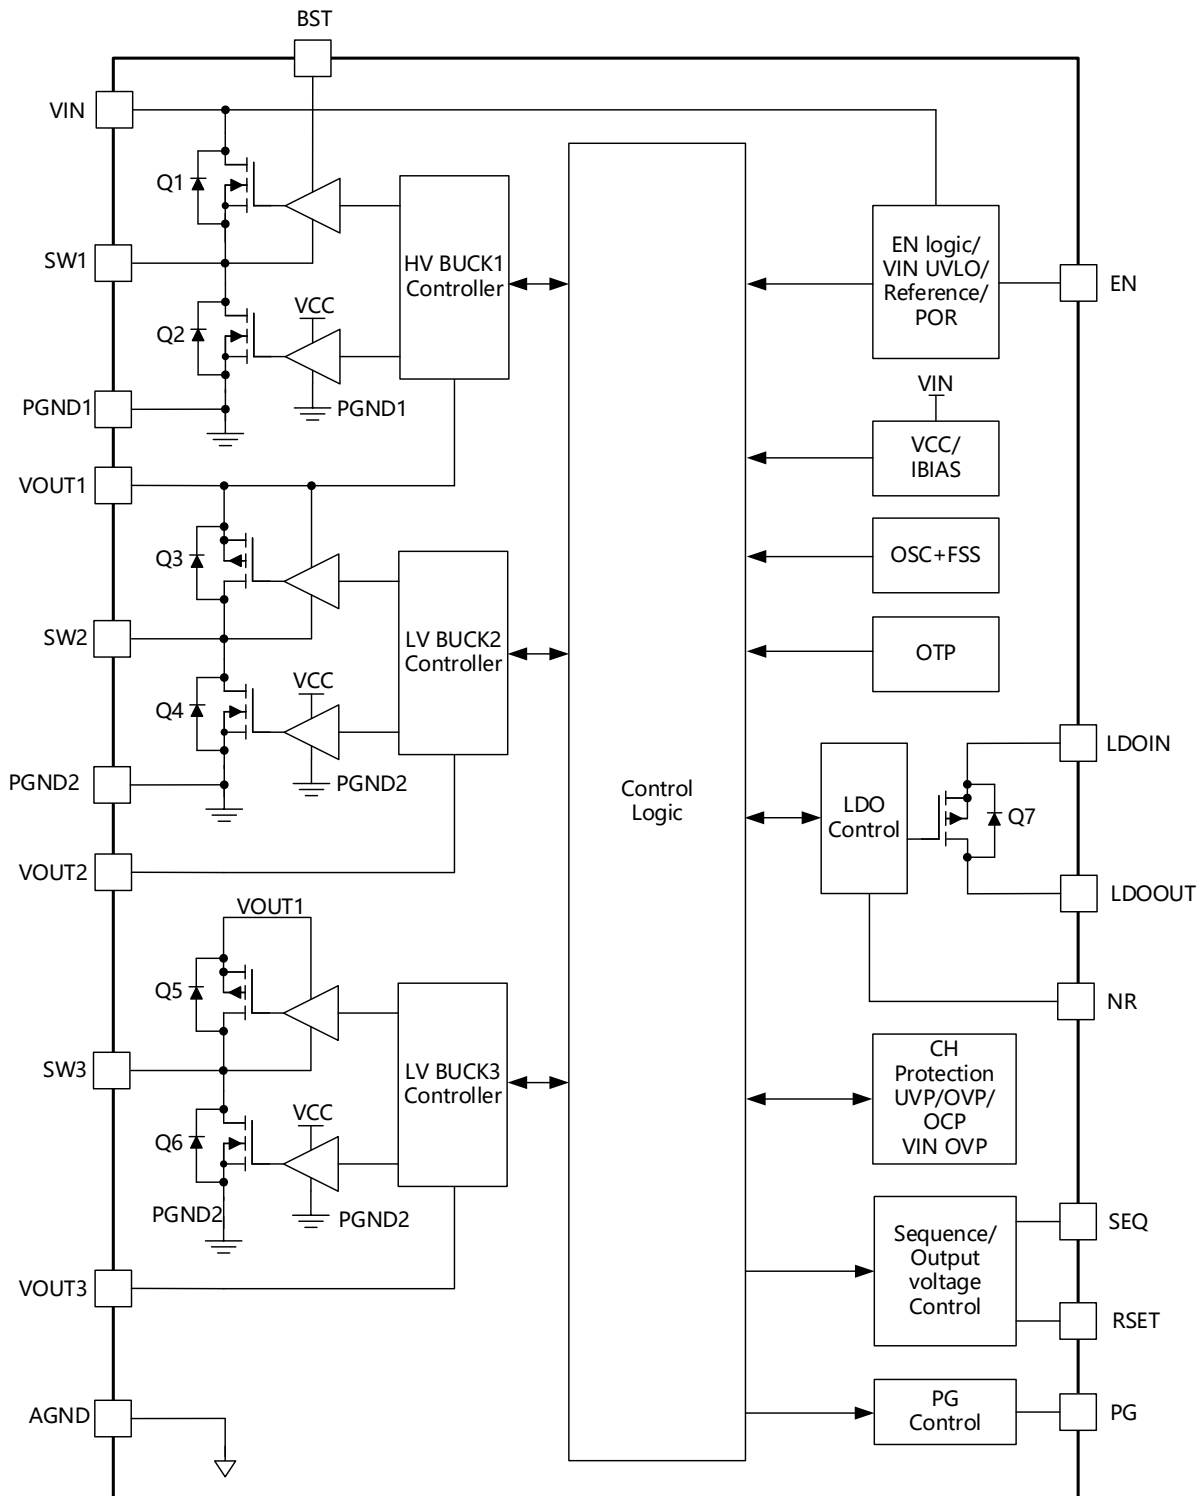 BST
VIN
Q1
SW1
HV BUCK1
Controller
EN logic/
VIN UVLO/
Reference/
POR
EN
VCC
Q2
PGND1
PGND1
VIN
VCC/
IBIAS
VOUT1
Q3
OSC+FSS
SW2
LV BUCK2
Controller
OTP
VCC
Q4
PGND2
PGND2
LDOIN
Control
Logic
LDO
Control
Q7
VOUT2
LDOOUT
VOUT1
Q5
NR
SW3
LV BUCK3
Controller
CH
Protection
UVP/OVP/
OCP
VIN OVP
VCC
Q6
PGND2
PGND2
Sequence/
Output
voltage
Control
SEQ
RSET
VOUT3
AGND
PG
Control
PG